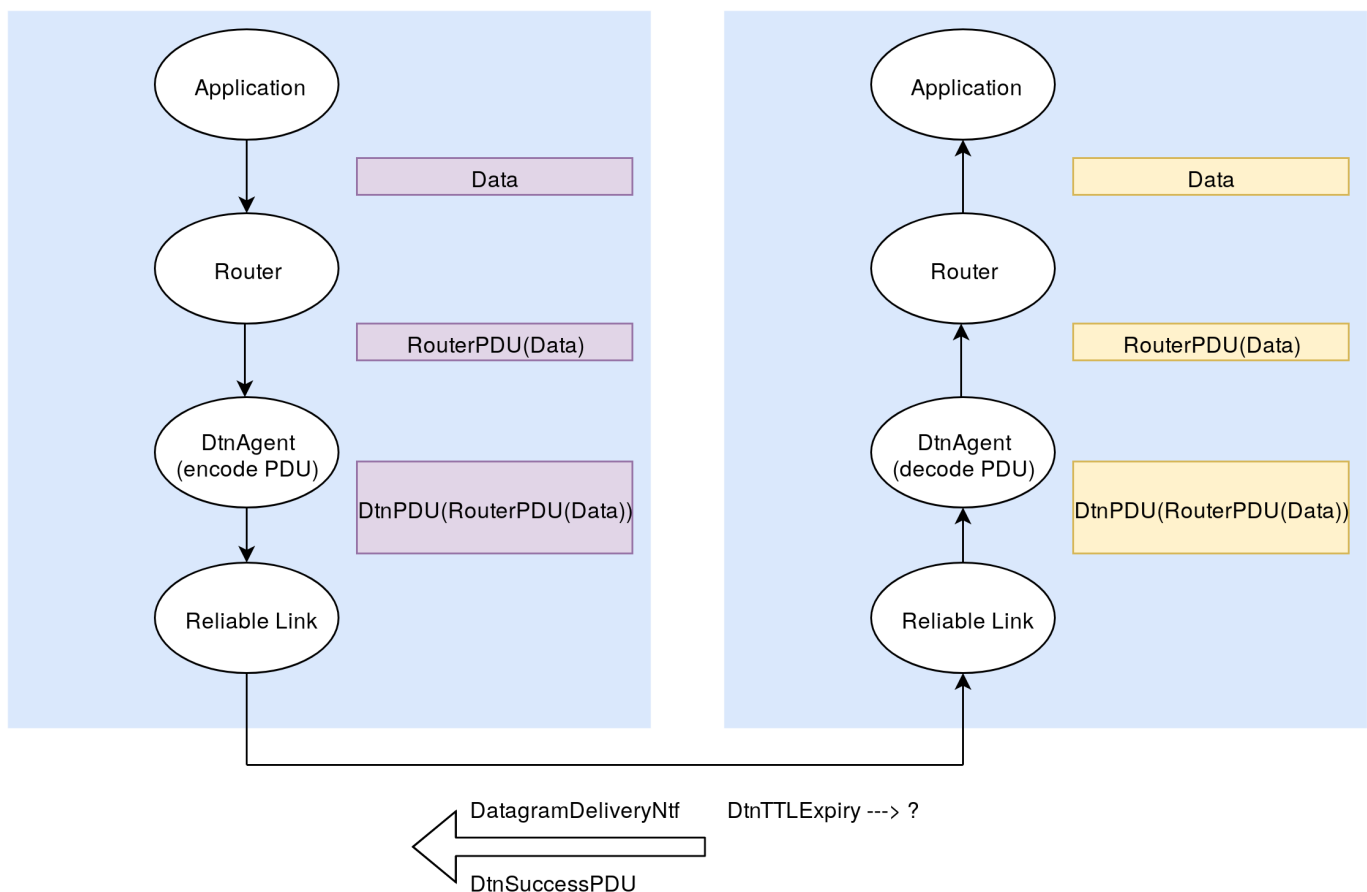 Application
Data
Router
RouterPDU(Data)
DtnAgent
(encode PDU)
DtnPDU(RouterPDU(Data))
Reliable Link
Application
Data
Router
RouterPDU(Data)
DtnAgent
(decode PDU)
DtnPDU(RouterPDU(Data))
Reliable Link
DatagramDeliveryNtf
DtnTTLExpiry ---> ?
DtnSuccessPDU